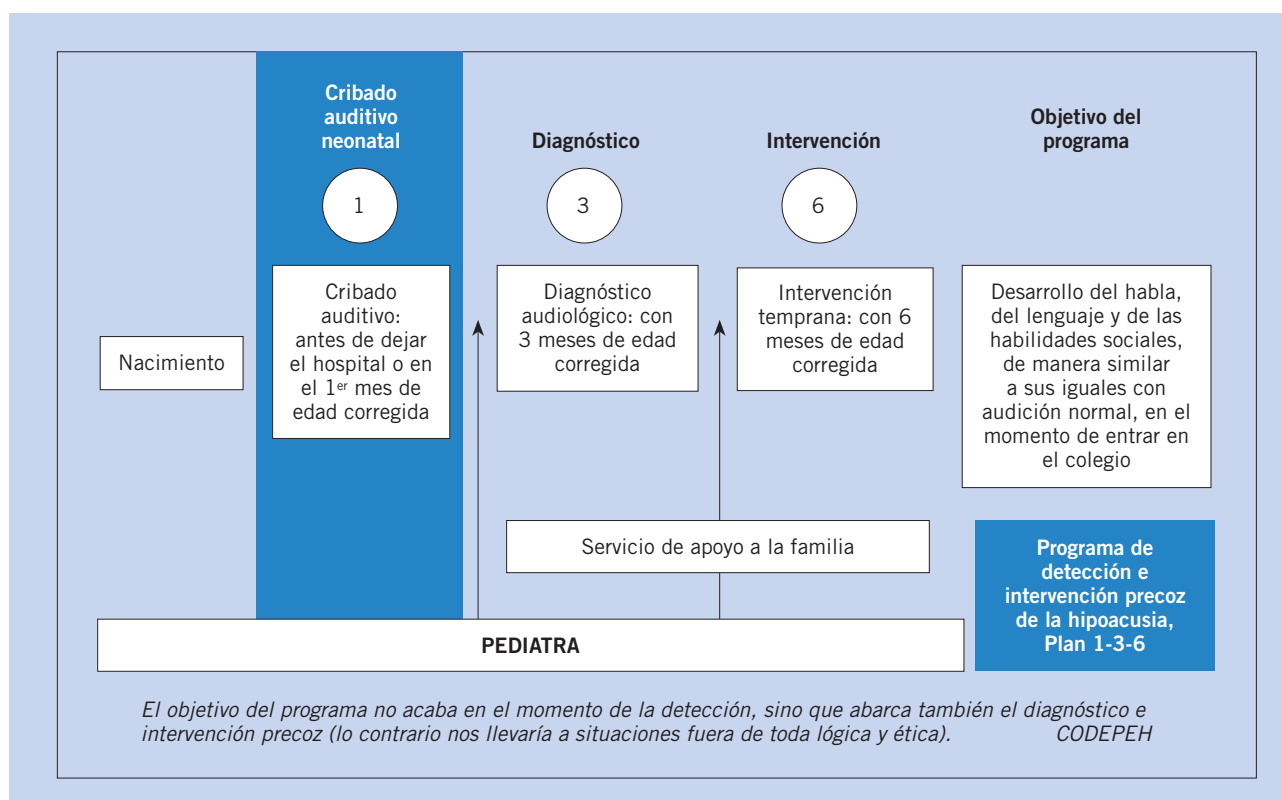 Cribado
auditivo
neonatal
Diagnóstico
Intervención
Objetivo del
programa
1
3
6
Nacimiento
Cribado
auditivo:
antes de dejar
el hospital o en
el 1er mes de
edad corregida
Diagnóstico
audiológico: con
3 meses de edad
corregida
Intervención
temprana: con 6
meses de edad
corregida
Desarrollo del habla,
del lenguaje y de las
habilidades sociales,
de manera similar
a sus iguales con
audición normal, en el
momento de entrar en
el colegio
Servicio de apoyo a la familia
Programa de
detección e
intervención precoz
de la hipoacusia,
Plan 1-3-6
PEDIATRA
El objetivo del programa no acaba en el momento de la detección, sino que abarca también el diagnóstico e
intervención precoz (lo contrario nos llevaría a situaciones fuera de toda lógica y ética). CODEPEH